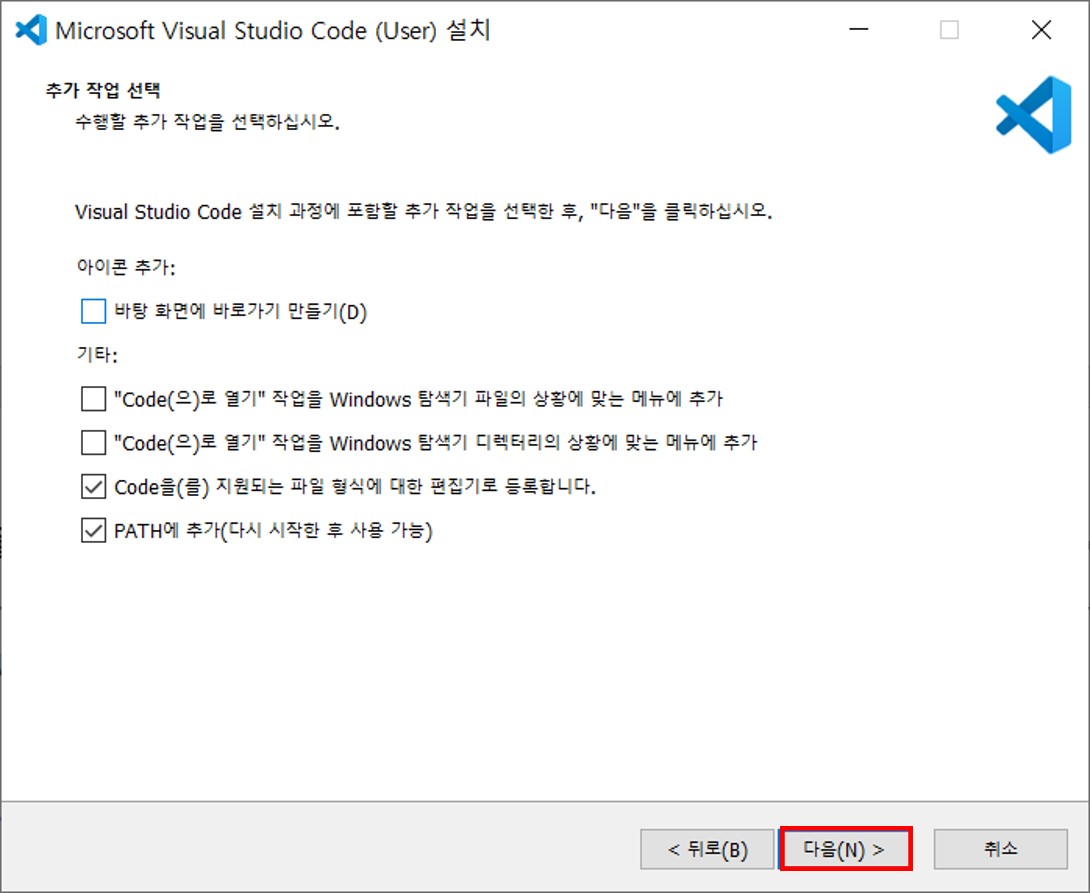 Microsoft Visual Studio Code (User) 설치
추가 작업 선택
수행할 추가 작업을 선택하십시오.
Visual Studio Code 설치 과정에 포함할 추가 작업을 선택한 후, "다음"을 클릭하십시오.
아이콘 추가:
바탕 화면에 바로가기 만들기(D)
기타:
"Code(으)로 열기" 작업을 Windows 탐색기 파일의 상황에 맞는 메뉴에 추가
"Code(으)로 열기" 작업을 Windows 탐색기 디렉터리의 상황에 맞는 메뉴에 추가
Code을(를) 지원되는 파일 형식에 대한 편집기로 등록합니다.
PATH에 추가(다시 시작한 후 사용 가능)
< 뒤로(B) 다음(N) > 취소